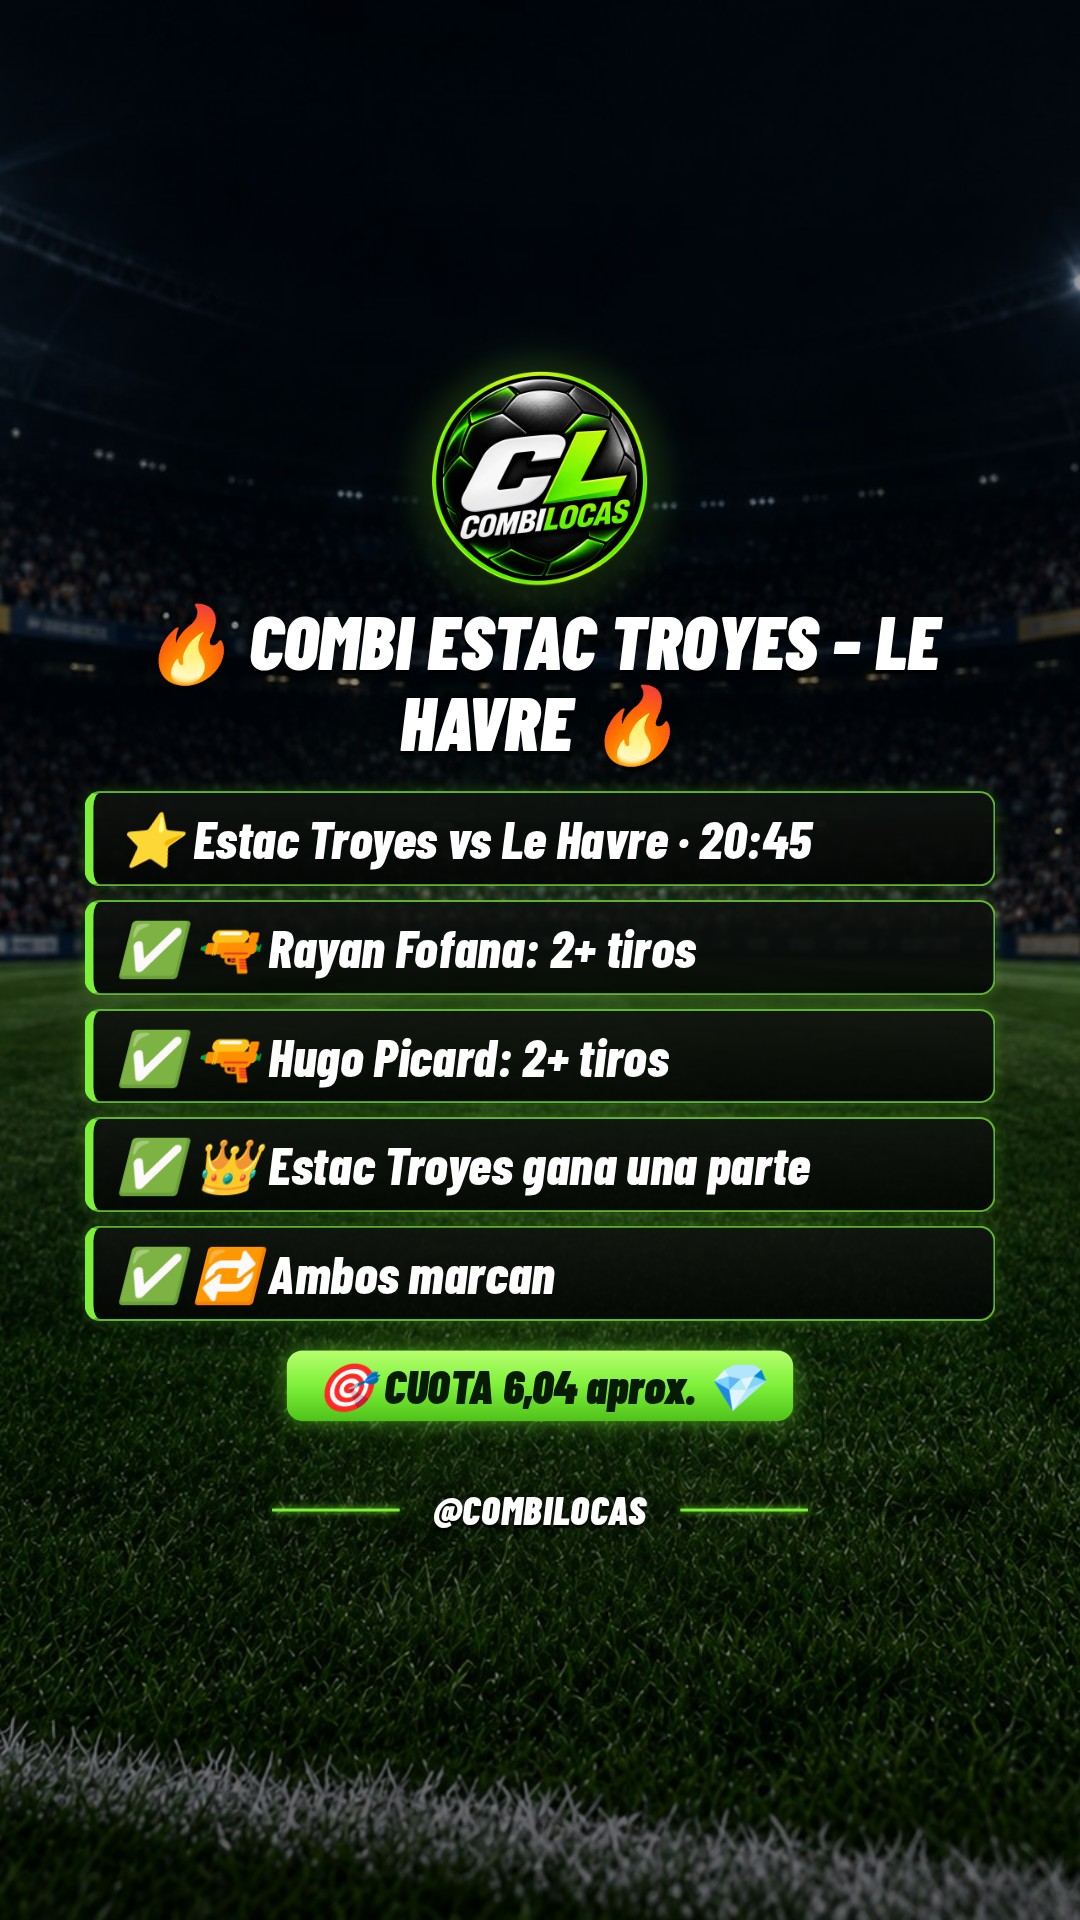 CL
COMBILOCAS
🔥 COMBI ESTAC TROYES – LE
HAVRE 🔥
⭐ Estac Troyes vs Le Havre · 20:45
✅ 🔫 Rayan Fofana: 2+ tiros
✅ 🔫 Hugo Picard: 2+ tiros
✅ 👑 Estac Troyes gana una parte
✅ 🔁 Ambos marcan
🎯 CUOTA 6,04 aprox. 💎
@COMBILOCAS